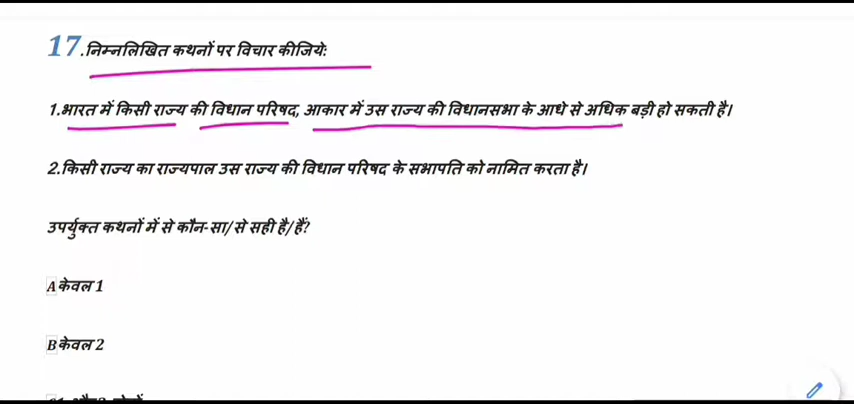 17.निम्नलिखित कथनों पर विचार कीजिये:
1.भारत में किसी राज्य की विधान परिषद, आकार में उस राज्य की विधानसभा के आधे से अधिक बड़ी हो सकती है।
2.किसी राज्य का राज्यपाल उस राज्य की विधान परिषद के सभापति को नामित करता है।
उपर्युक्त कथनों में से कौन-सा/से सही है/हैं?
A केवल 1
B केवल 2